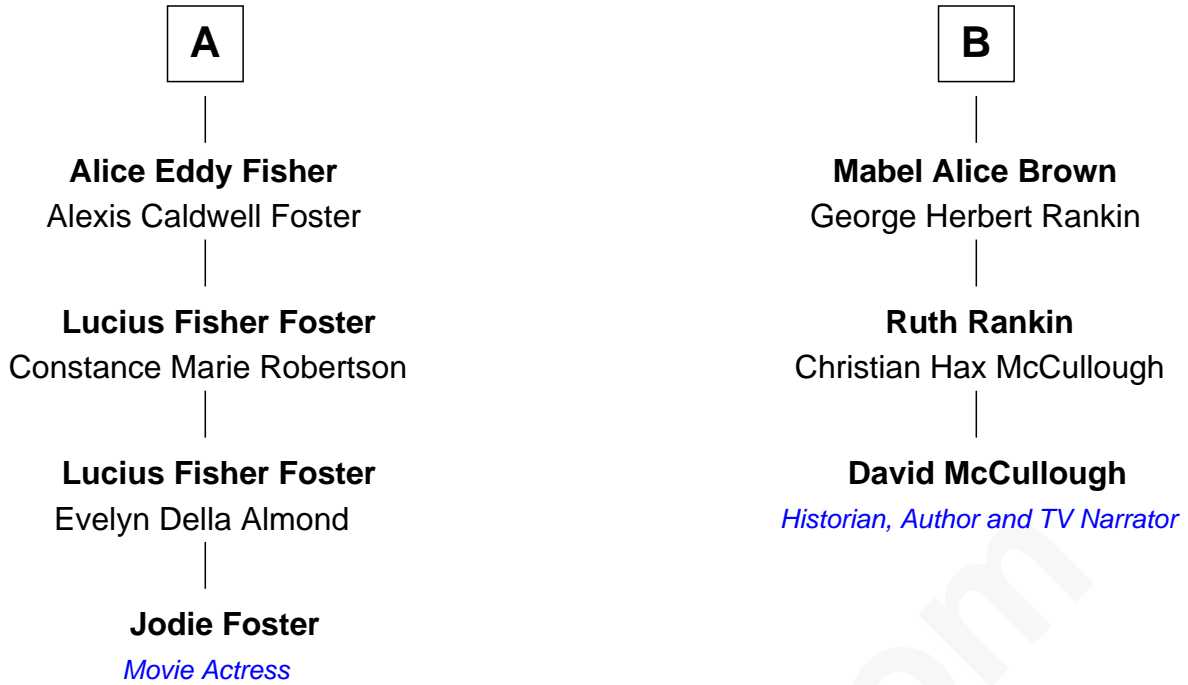 A
Alice Eddy Fisher
Alexis Caldwell Foster
Lucius Fisher Foster
Constance Marie Robertson
Lucius Fisher Foster
Evelyn Della Almond
Jodie Foster
Movie Actress
B
Mabel Alice Brown
George Herbert Rankin
Ruth Rankin
Christian Hax McCullough
David McCullough
Historian, Author and TV Narrator
om